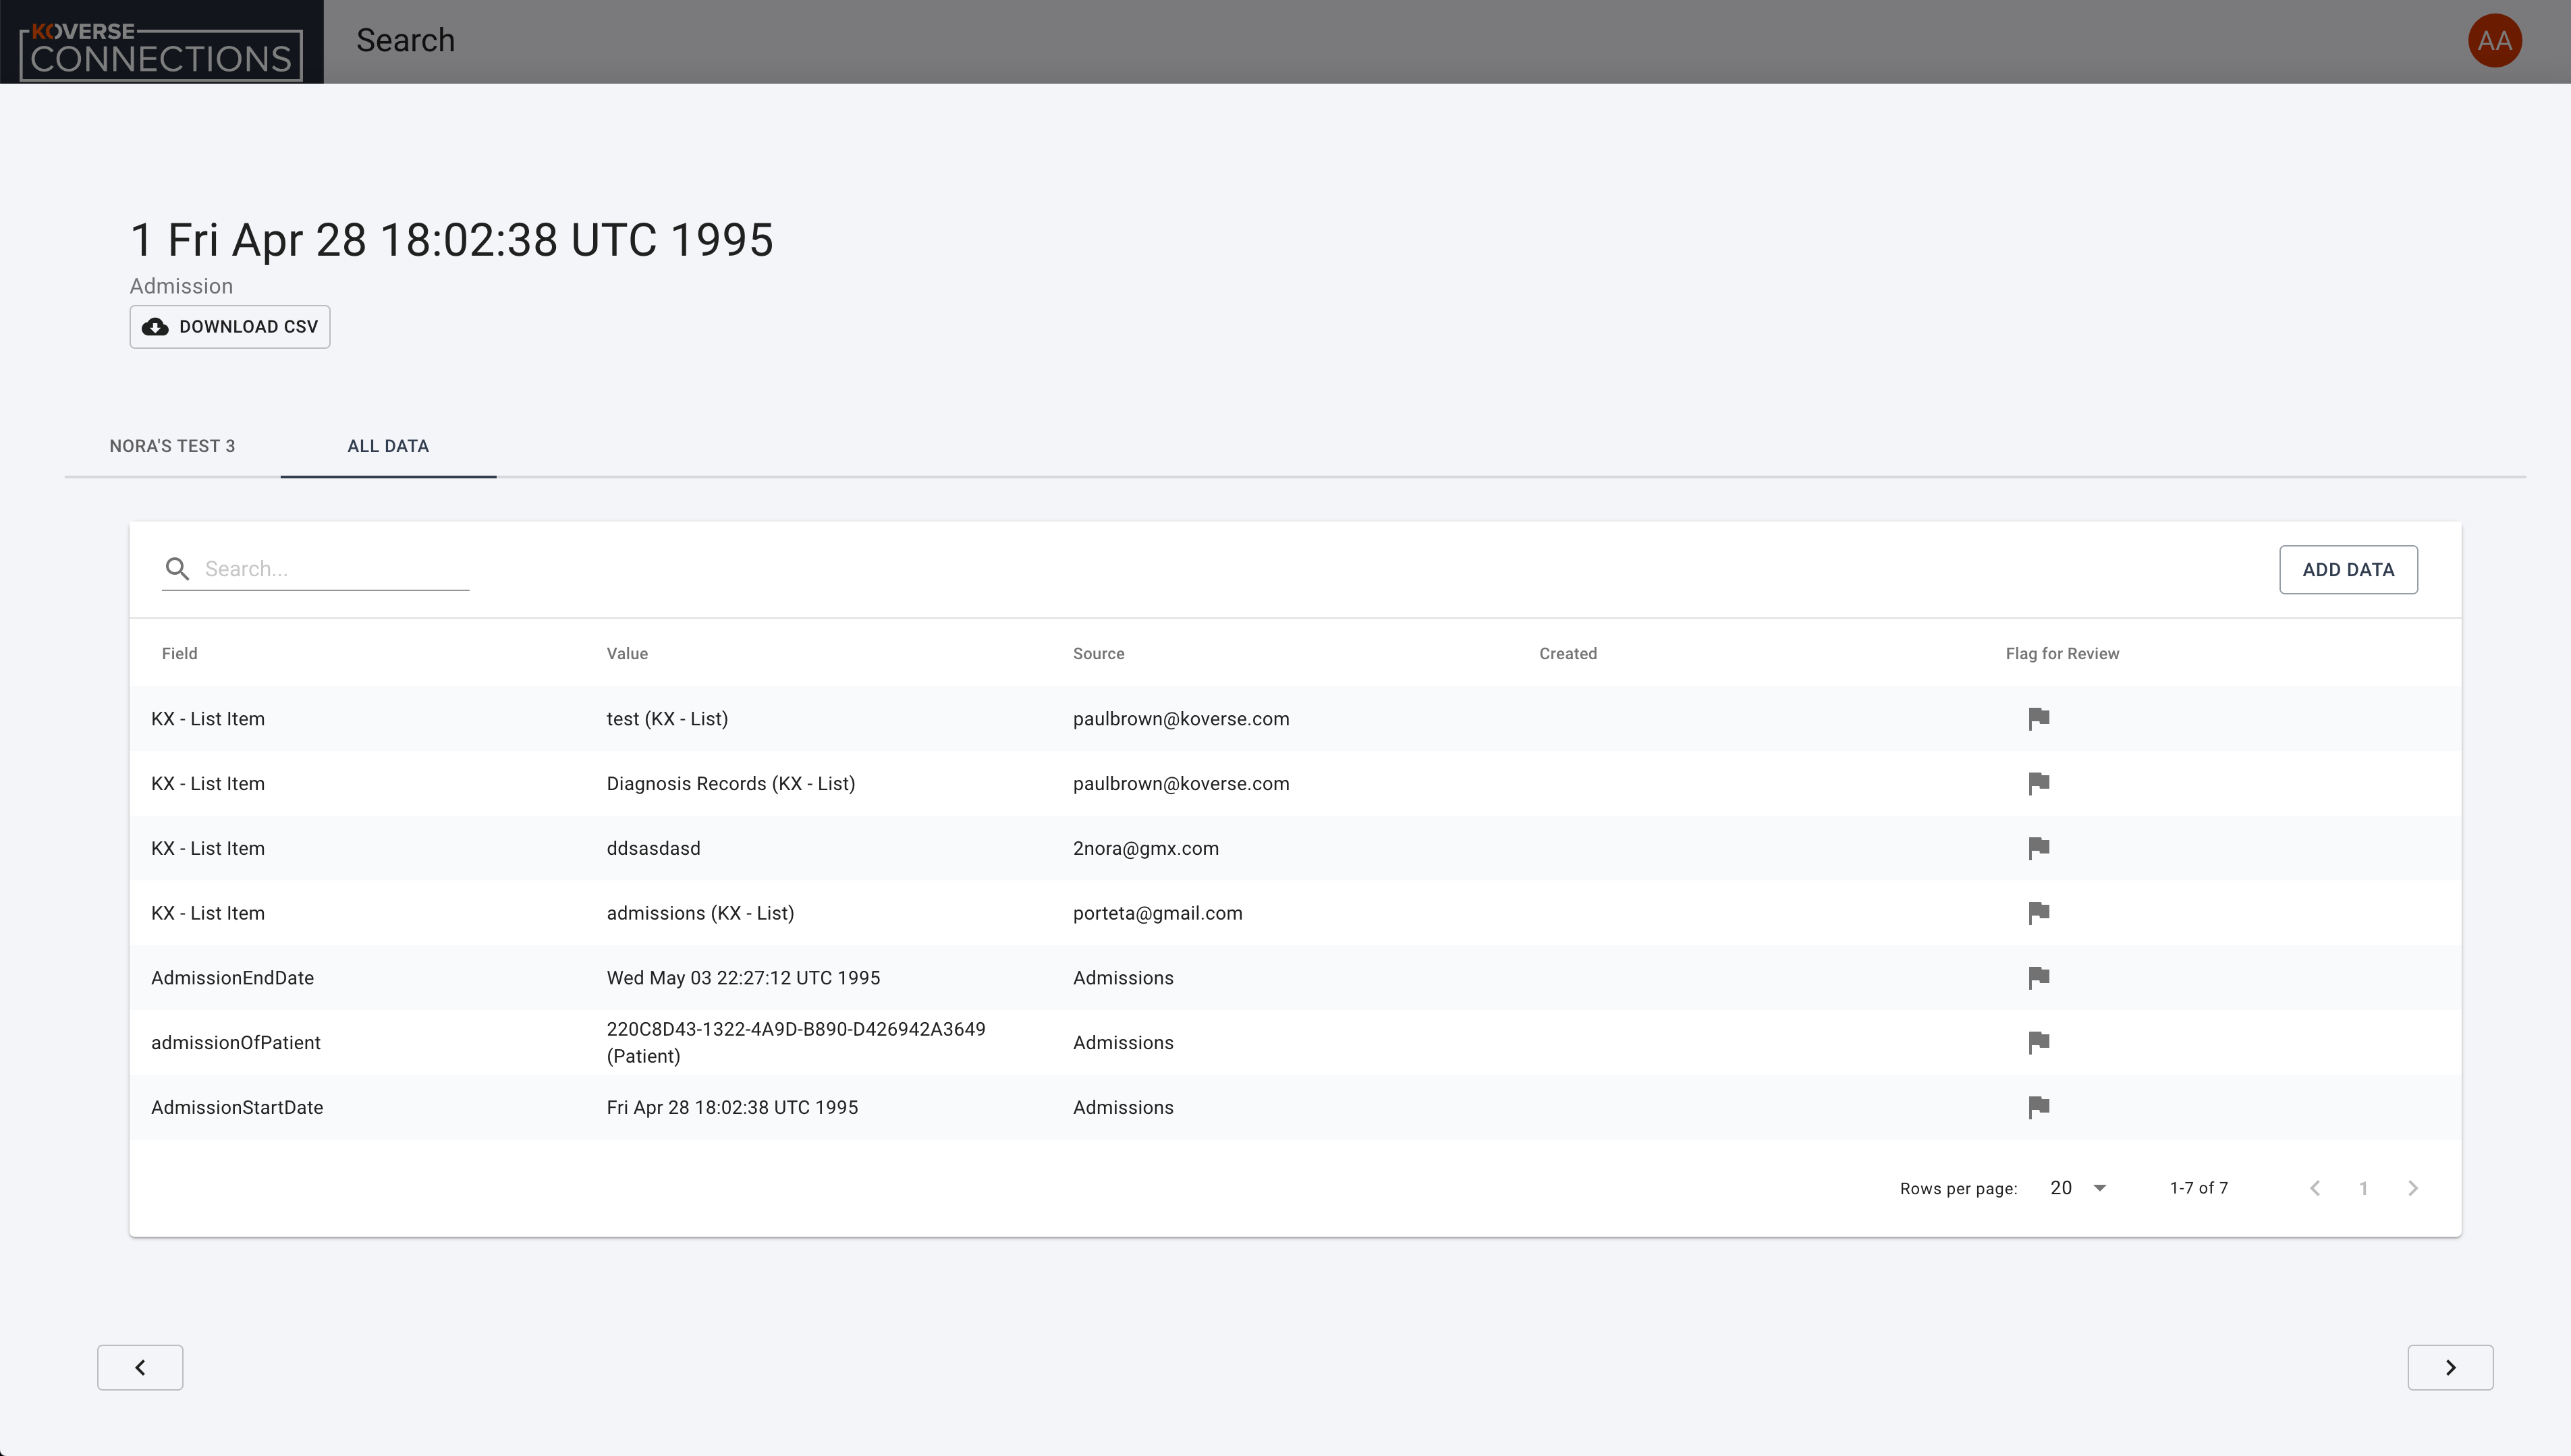 KOVERSE
CONNECTIONS
Search
AA
1 Fri Apr 28 18:02:38 UTC 1995
Admission
DOWNLOAD CSV
NORA'S TEST 3 ALL DATA
Search... ADD DATA
Field Value Source Created Flag for Review
KX - List Item test (KX - List) paulbrown@koverse.com
KX - List Item Diagnosis Records (KX - List) paulbrown@koverse.com
KX - List Item ddsasdasd 2nora@gmx.com
KX - List Item admissions (KX - List) porteta@gmail.com
AdmissionEndDate Wed May 03 22:27:12 UTC 1995 Admissions
admissionOfPatient 220C8D43-1322-4A9D-B890-D426942A3649 (Patient) Admissions
AdmissionStartDate Fri Apr 28 18:02:38 UTC 1995 Admissions
Rows per page: 20 1-7 of 7 1